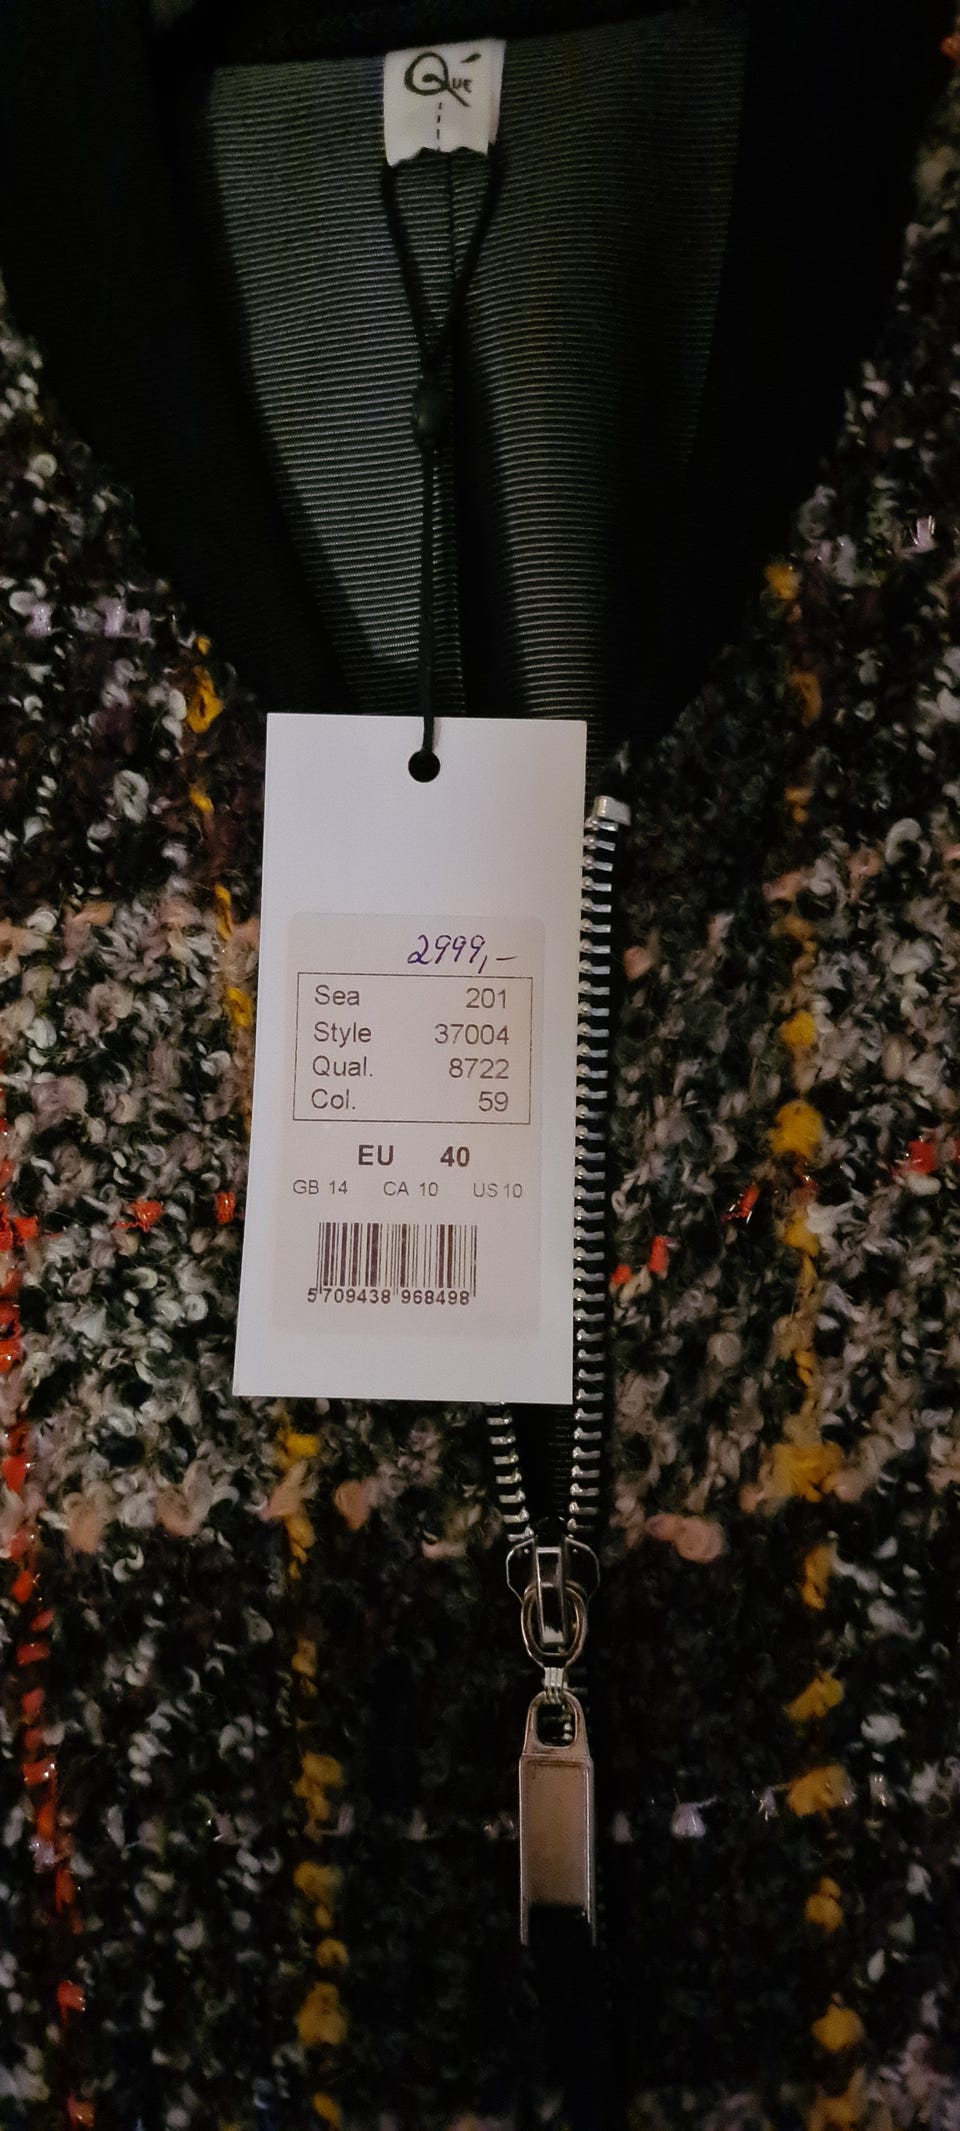 Qué
2999,-
Sea 201
Style 37004
Qual. 8722
Col. 59
EU 40
GB 14 CA 10 US 10
5 709438 968498